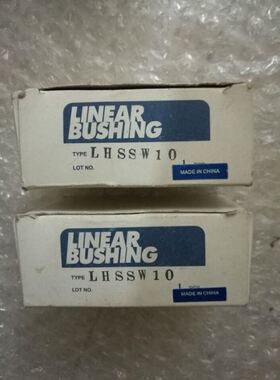 LINEAR
BUSHING
TYPE LHSSW10
LOT NO.
MADE IN CHINA
LINEAR
BUSHING
TYPE LHSSW10
LOT NO.
MADE IN CHINA